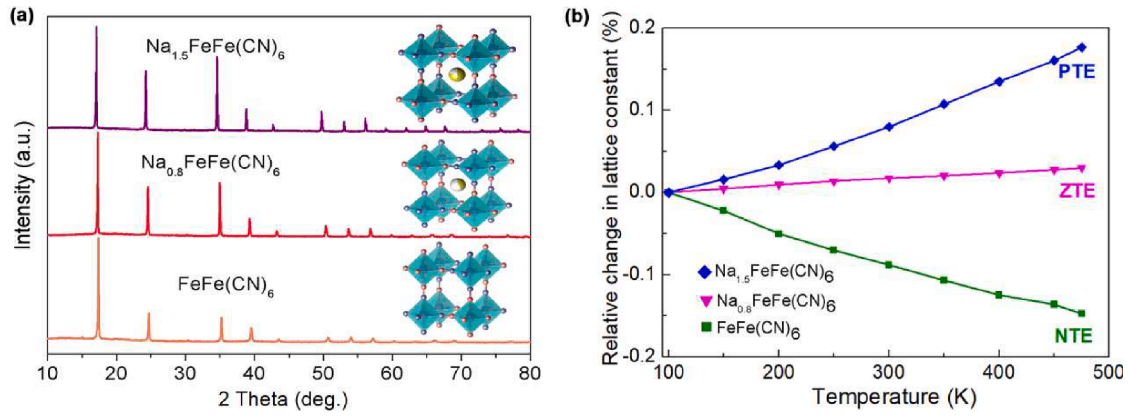 (a)
Intensity (a.u.)
Na1.5FeFe(CN)6
Na0.8FeFe(CN)6
FeFe(CN)6
10 20 30 40 50 60 70 80
2 Theta (deg.)
(b)
Relative change in lattice constant (%)
0.2
0.1
0.0
-0.1
-0.2
PTE
ZTE
NTE
Na1.5FeFe(CN)6
Na0.8FeFe(CN)6
FeFe(CN)6
100 200 300 400 500
Temperature (K)